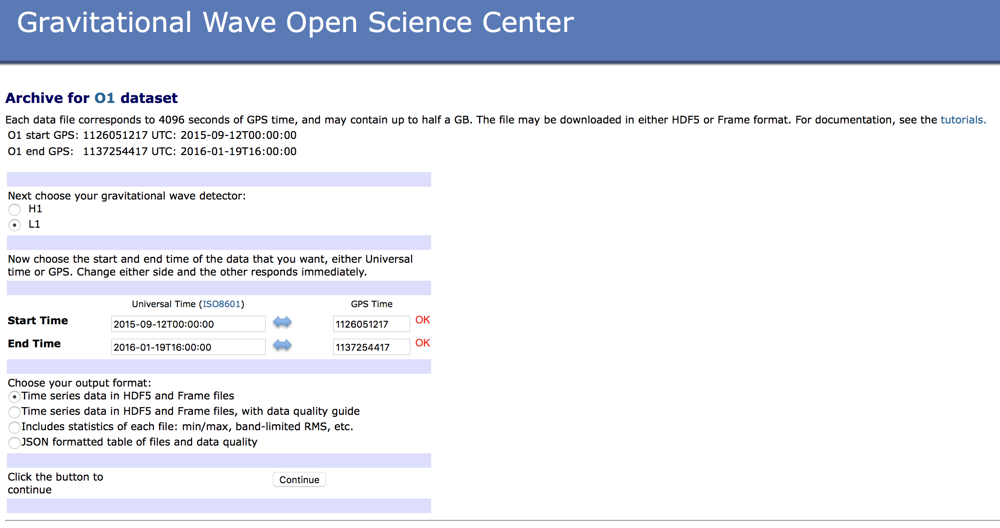 Gravitational Wave Open Science Center
Archive for O1 dataset
Each data file corresponds to 4096 seconds of GPS time, and may contain up to half a GB. The file may be downloaded in either HDF5 or Frame format. For documentation, see the tutorials.
O1 start GPS: 1126051217 UTC: 2015-09-12T00:00:00
O1 end GPS: 1137254417 UTC: 2016-01-19T16:00:00
Next choose your gravitational wave detector:
H1
L1
Now choose the start and end time of the data that you want, either Universal
time or GPS. Change either side and the other responds immediately.
Universal Time (ISO8601) GPS Time
Start Time 2015-09-12T00:00:00 1126051217 OK
End Time 2016-01-19T16:00:00 1137254417 OK
Choose your output format:
Time series data in HDF5 and Frame files
Time series data in HDF5 and Frame files, with data quality guide
Includes statistics of each file: min/max, band-limited RMS, etc.
JSON formatted table of files and data quality
Click the button to Continue
continue